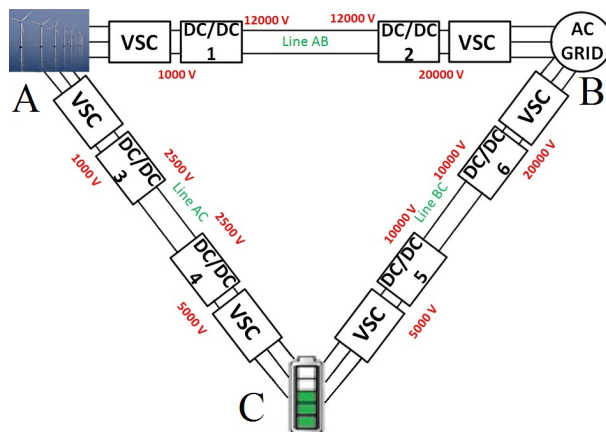 12000 V
12000 V
VSC
DC/DC
1
Line AB
DC/DC
2
VSC
AC
GRID
1000 V
20000 V
A
B
VSC
DC/DC
3
1000 V
2500 V
Line AC
2500 V
DC/DC
4
5000 V
VSC
VSC
DC/DC
6
10000 V
20000 V
Line BC
10000 V
DC/DC
5
5000 V
VSC
C